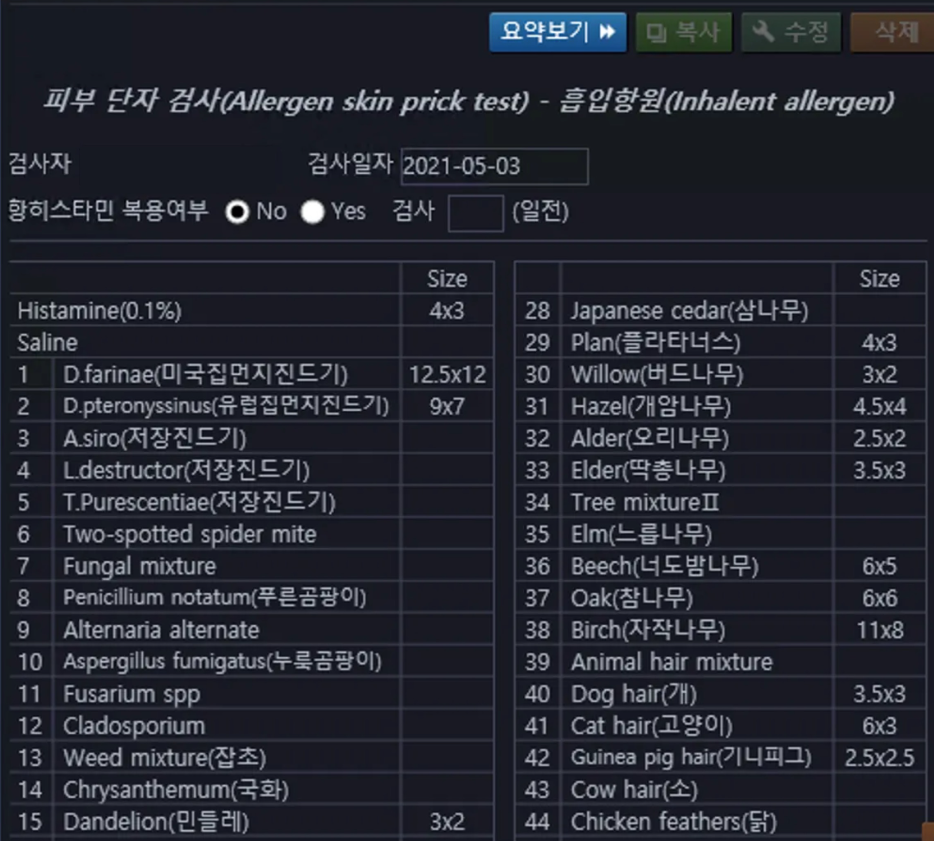 요약보기 복사 수정 삭제
피부 단자 검사(Allergen skin prick test) - 흡입항원(Inhalent allergen)
검사자 검사일자 2021-05-03
항히스타민 복용여부 No Yes 검사 (일전)
Size
Histamine(0.1%) 4x3
Saline
1 D.farinae(미국집먼지진드기) 12.5x12
2 D.pteronyssinus(유럽집먼지진드기) 9x7
3 A.siro(저장진드기)
4 L.destructor(저장진드기)
5 T.Purescentiae(저장진드기)
6 Two-spotted spider mite
7 Fungal mixture
8 Penicillium notatum(푸른곰팡이)
9 Alternaria alternate
10 Aspergillus fumigatus(누룩곰팡이)
11 Fusarium spp
12 Cladosporium
13 Weed mixture(잡초)
14 Chrysanthemum(국화)
15 Dandelion(민들레) 3x2
Size
28 Japanese cedar(삼나무)
29 Plan(플라타너스) 4x3
30 Willow(버드나무) 3x2
31 Hazel(개암나무) 4.5x4
32 Alder(오리나무) 2.5x2
33 Elder(딱총나무) 3.5x3
34 Tree mixtureⅡ
35 Elm(느릅나무)
36 Beech(너도밤나무) 6x5
37 Oak(참나무) 6x6
38 Birch(자작나무) 11x8
39 Animal hair mixture
40 Dog hair(개) 3.5x3
41 Cat hair(고양이) 6x3
42 Guinea pig hair(기니피그) 2.5x2.5
43 Cow hair(소)
44 Chicken feathers(닭)